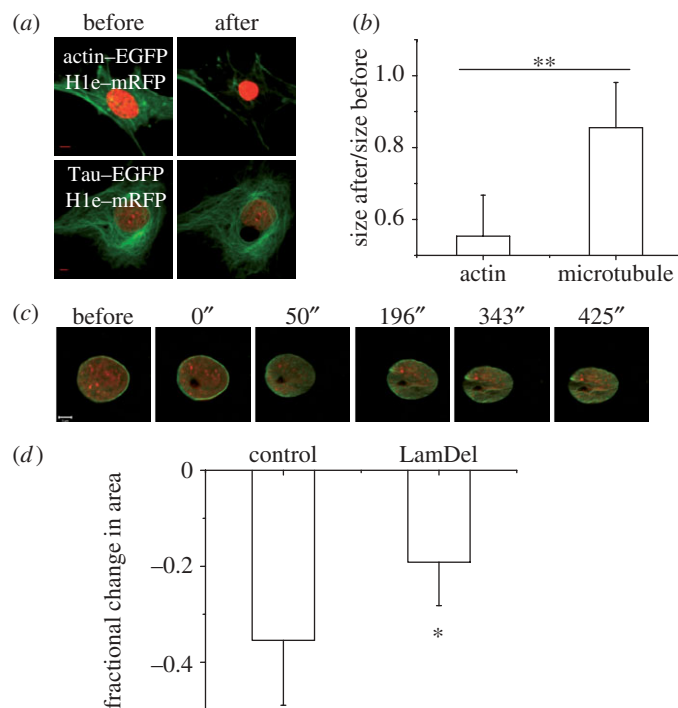 (a) before after
actin–EGFP
H1e–mRFP
Tau–EGFP
H1e–mRFP
(b)
**
size after/size before
1.0
0.8
0.6
actin microtubule
(c) before 0″ 50″ 196″ 343″ 425″
(d) control LamDel
fractional change in area
0
–0.2
–0.4
*